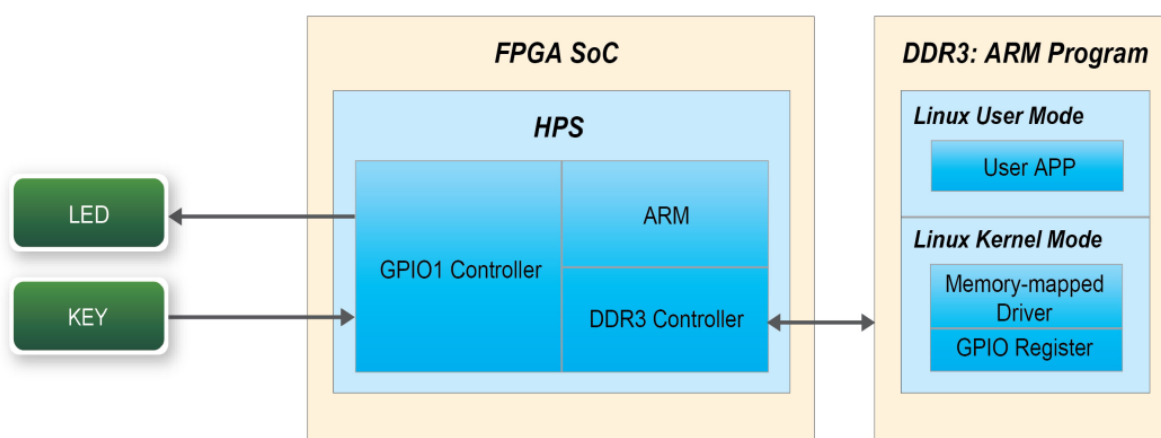 FPGA SoC
HPS
LED
KEY
GPIO1 Controller
ARM
DDR3 Controller
DDR3: ARM Program
Linux User Mode
User APP
Linux Kernel Mode
Memory-mapped
Driver
GPIO Register